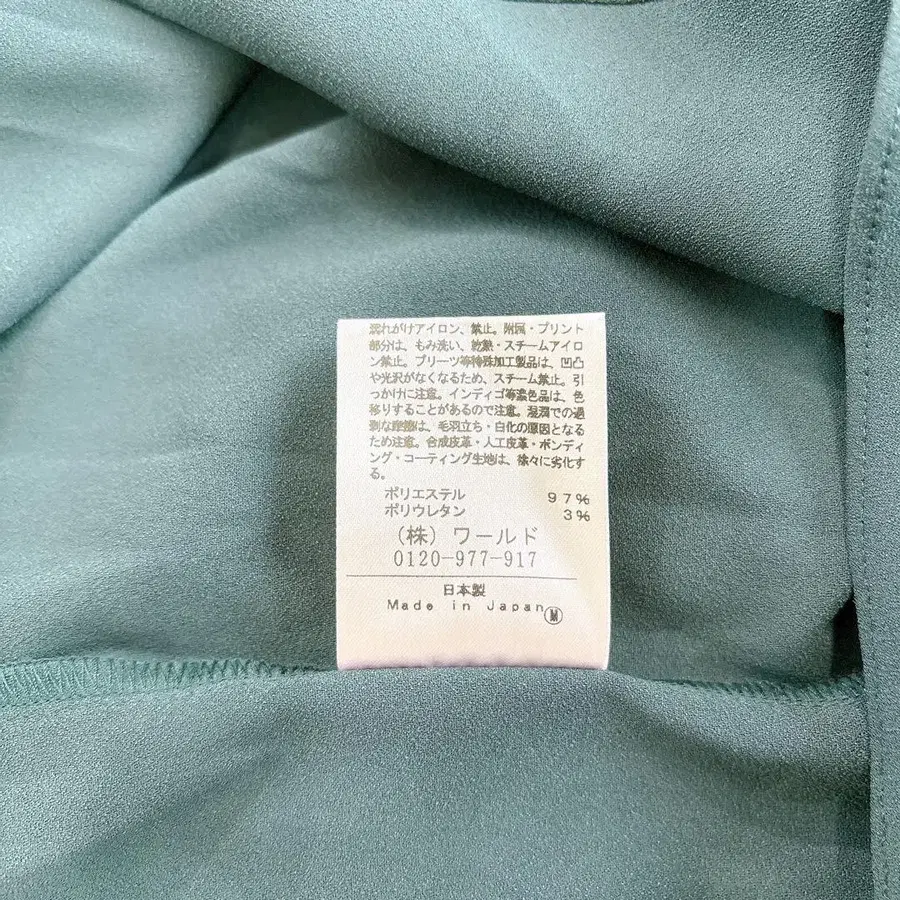 濡れがけアイロン、禁止。附属・プリント
部分は、もみ洗い、乾熱・スチームアイロ
ン禁止。プリーツ等特殊加工製品は、凹凸
や光沢がなくなるため、スチーム禁止。引
っかけに注意。インディゴ等濃色品は、色
移りすることがあるので注意。湿潤での過
剰な摩擦は、毛羽立ち・白化の原因となる
ため注意。合成皮革・人工皮革・ボンディ
ング・コーティング生地は、徐々に劣化す
る。
ポリエステル 97%
ポリウレタン 3%
(株)ワールド
0120-977-917
日本製
Made in Japan Ⓜ